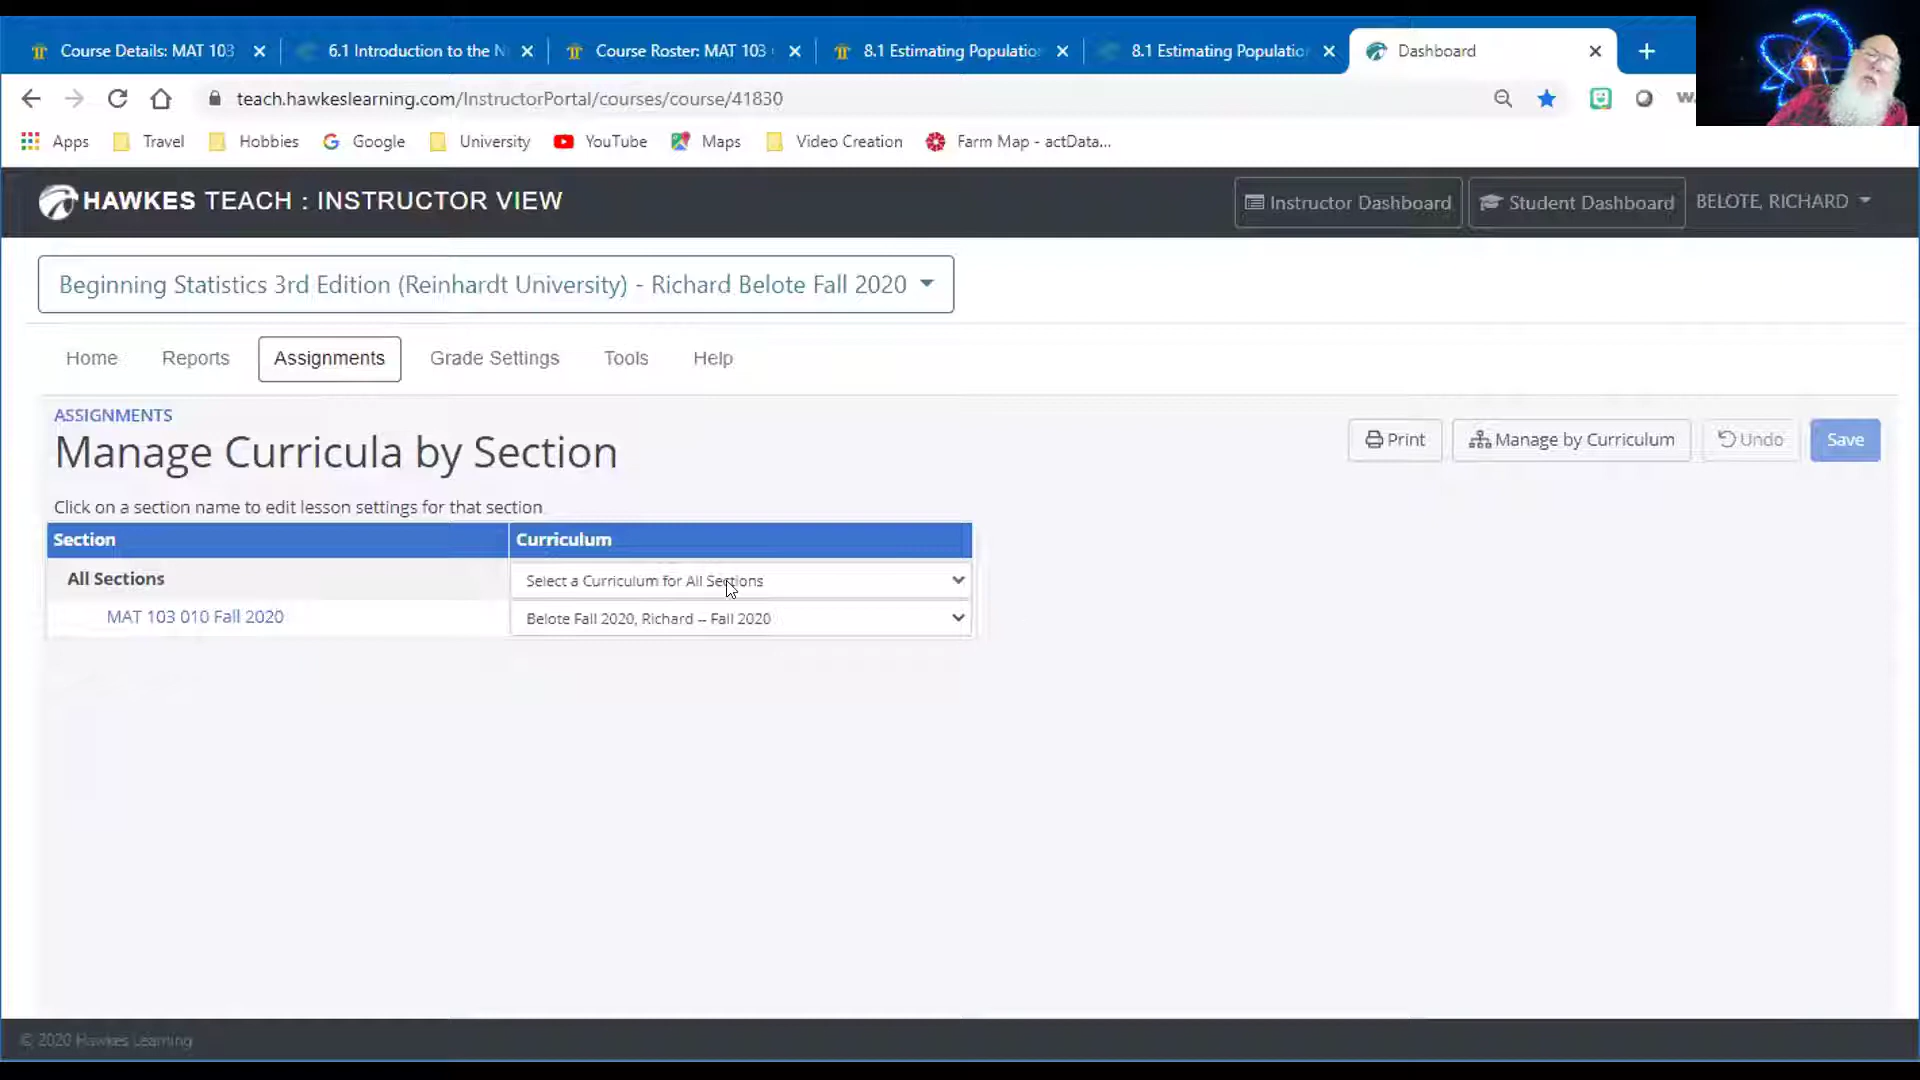 Course Details: MAT 103
6.1 Introduction to the N
Course Roster: MAT 103
8.1 Estimating Populatio
8.1 Estimating Populatio
Dashboard
teach.hawkeslearning.com/InstructorPortal/courses/course/41830
Apps
Travel
Hobbies
Google
University
YouTube
Maps
Video Creation
Farm Map - actData...
HAWKES TEACH : INSTRUCTOR VIEW
Instructor Dashboard
Student Dashboard
BELOTE, RICHARD
Beginning Statistics 3rd Edition (Reinhardt University) - Richard Belote Fall 2020
Home
Reports
Assignments
Grade Settings
Tools
Help
ASSIGNMENTS
Manage Curricula by Section
Print
Manage by Curriculum
Undo
Save
Click on a section name to edit lesson settings for that section
Section
Curriculum
All Sections
Select a Curriculum for All Sections
MAT 103 010 Fall 2020
Belote Fall 2020, Richard -- Fall 2020
© 2020 Hawkes Learning